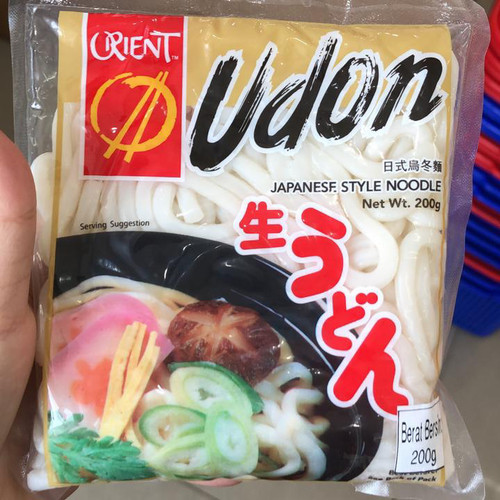 ORIENT™
Udon
日式烏冬麵
JAPANESE STYLE NOODLE
Net Wt. 200g
Serving Suggestion
生うどん
Berat Bersih
200g